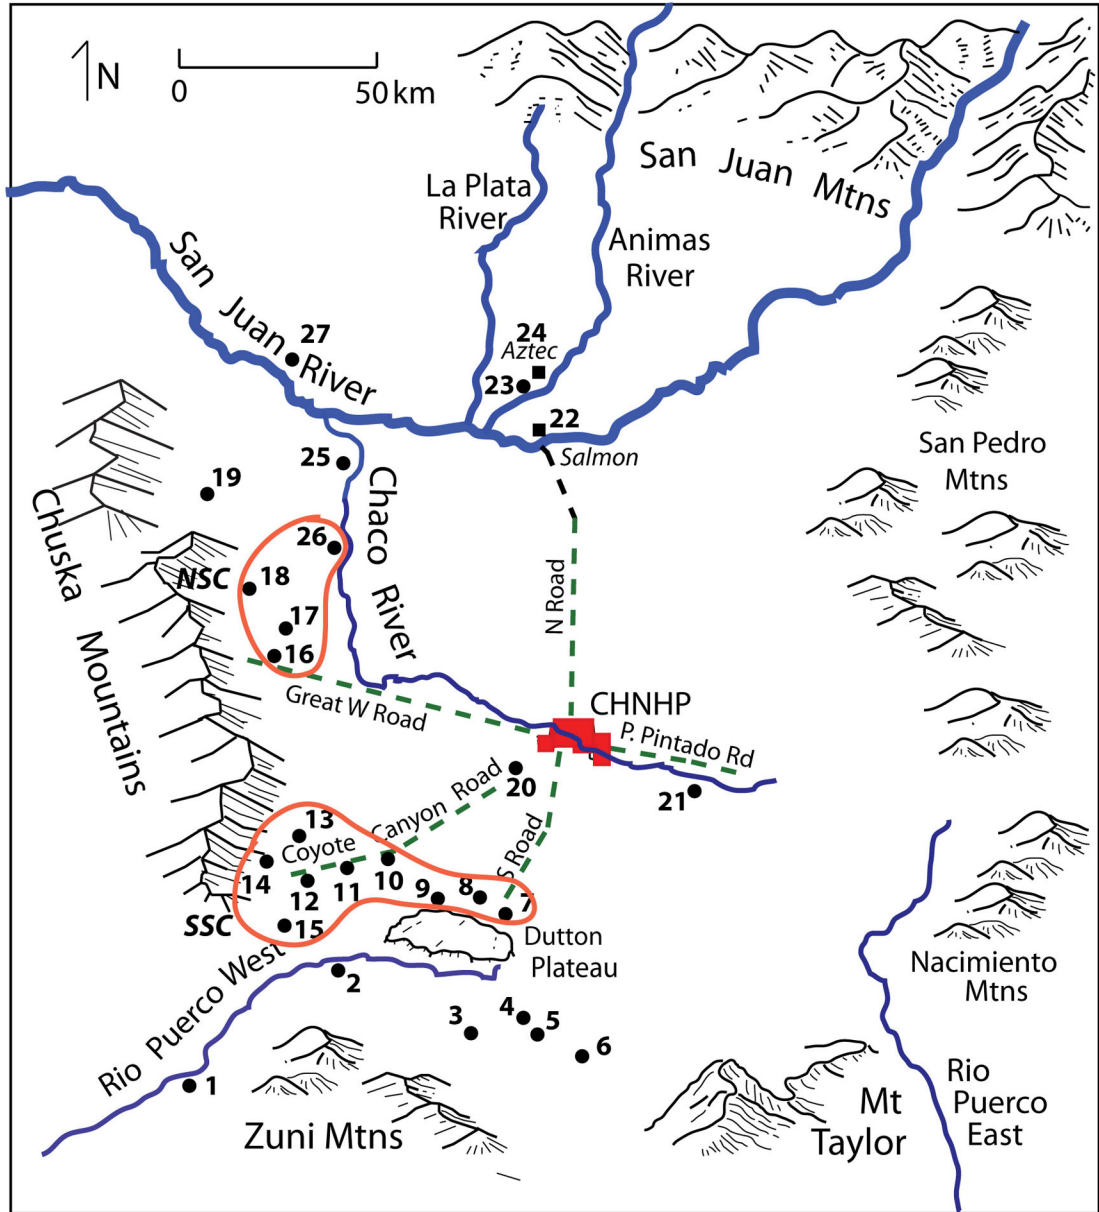 N
0
50 km
San Juan Mtns
La Plata
River
Animas
River
San Juan River
27
24
Aztec
23
22
Salmon
San Pedro
Mtns
25
19
Chaco River
Chuska Mountains
26
NSC
18
17
16
N Road
Great W Road
CHNHP
P. Pintado Rd
20
21
13
Coyote Canyon Road
S Road
14
12
11
10
9
8
7
SSC
15
Dutton
Plateau
Nacimiento
Mtns
Rio Puerco West
2
3
4
5
6
1
Zuni Mtns
Mt
Taylor
Rio
Puerco
East